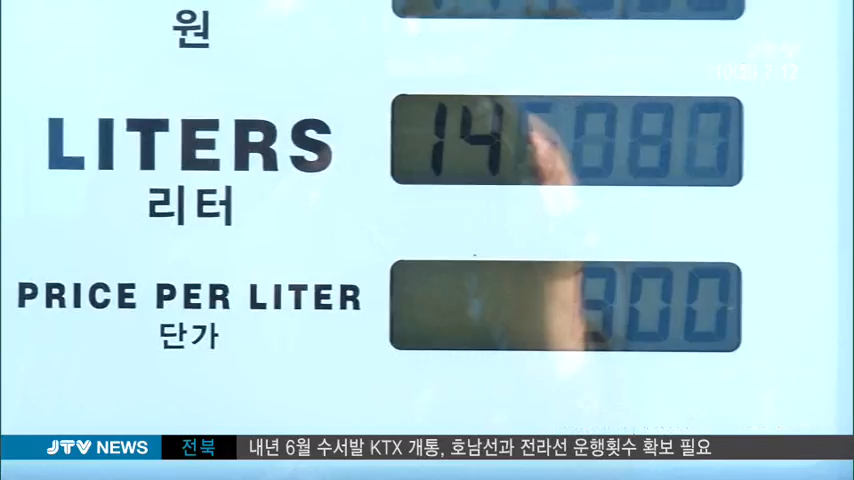 원
JTV
LITERS
리터
PRICE PER LITER
단가
JTV NEWS 전북 내년 6월 수서발 KTX 개통, 호남선과 전라선 운행횟수 확보 필요